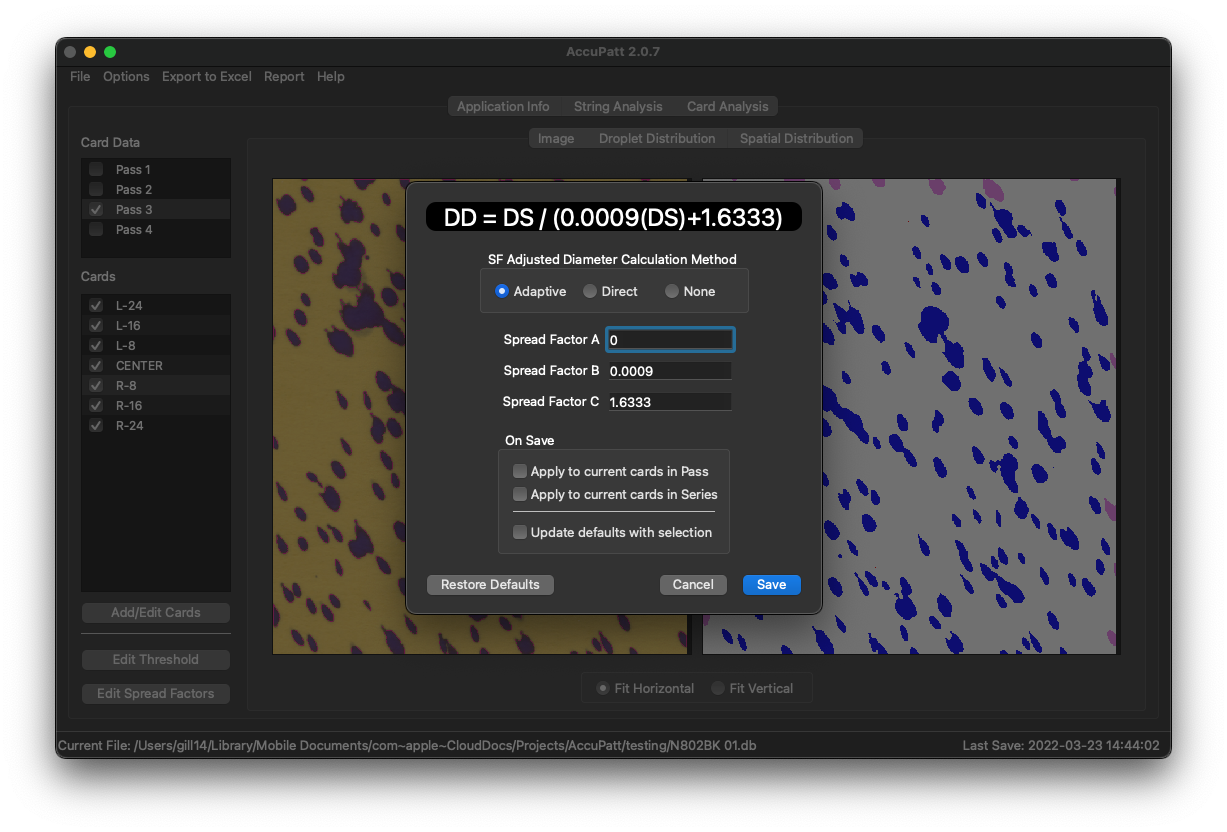 AccuPatt 2.0.7
File Options Export to Excel Report Help
Application Info String Analysis Card Analysis
Image Droplet Distribution Spatial Distribution
Card Data
Pass 1
Pass 2
Pass 3
Pass 4
Cards
L-24
L-16
L-8
CENTER
R-8
R-16
R-24
Add/Edit Cards
Edit Threshold
Edit Spread Factors
DD = DS / (0.0009(DS)+1.6333)
SF Adjusted Diameter Calculation Method
Adaptive Direct None
Spread Factor A 0
Spread Factor B 0.0009
Spread Factor C 1.6333
On Save
Apply to current cards in Pass
Apply to current cards in Series
Update defaults with selection
Restore Defaults Cancel Save
Fit Horizontal Fit Vertical
Current File: /Users/gill14/Library/Mobile Documents/com~apple~CloudDocs/Projects/AccuPatt/testing/N802BK 01.db Last Save: 2022-03-23 14:44:02